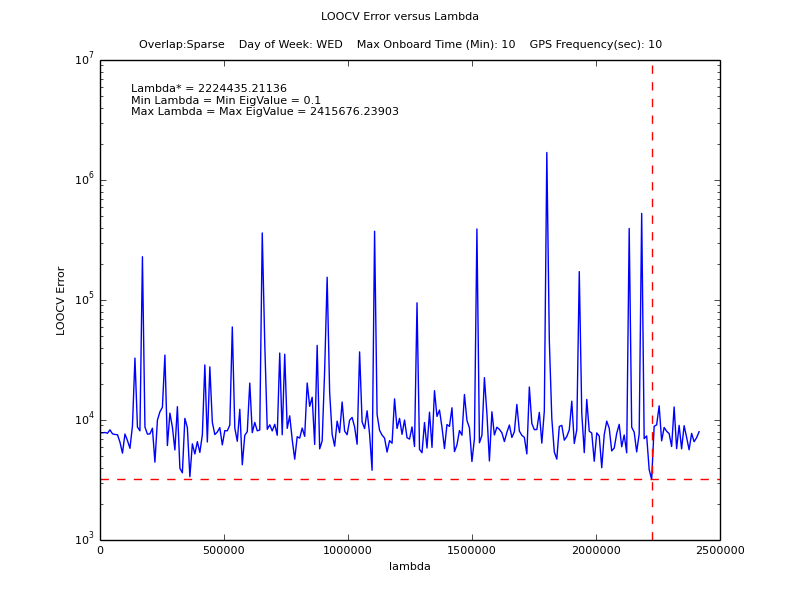 LOOCV Error versus Lambda
Overlap:Sparse    Day of Week: WED    Max Onboard Time (Min): 10    GPS Frequency(sec): 10
10^7
Lambda* = 2224435.21136
Min Lambda = Min EigValue = 0.1
Max Lambda = Max EigValue = 2415676.23903
10^6
10^5
LOOCV Error
10^4
10^3
0 500000 1000000 1500000 2000000 2500000
lambda